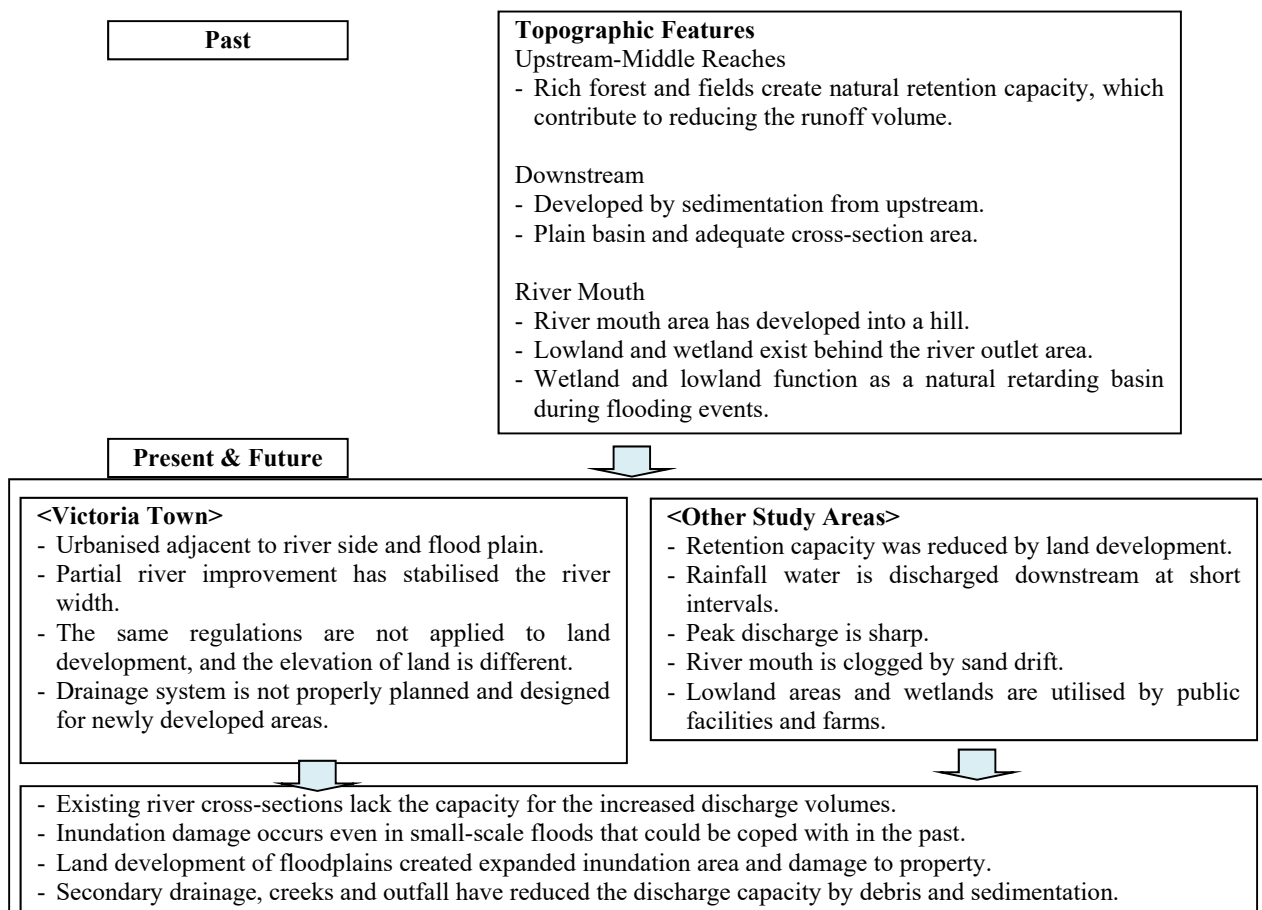 Past
Topographic Features
Upstream-Middle Reaches
- Rich forest and fields create natural retention capacity, which
contribute to reducing the runoff volume.
Downstream
- Developed by sedimentation from upstream.
- Plain basin and adequate cross-section area.
River Mouth
- River mouth area has developed into a hill.
- Lowland and wetland exist behind the river outlet area.
- Wetland and lowland function as a natural retarding basin
during flooding events.
Present & Future
<Victoria Town>
- Urbanised adjacent to river side and flood plain.
- Partial river improvement has stabilised the river
width.
- The same regulations are not applied to land
development, and the elevation of land is different.
- Drainage system is not properly planned and designed
for newly developed areas.
<Other Study Areas>
- Retention capacity was reduced by land development.
- Rainfall water is discharged downstream at short
intervals.
- Peak discharge is sharp.
- River mouth is clogged by sand drift.
- Lowland areas and wetlands are utilised by public
facilities and farms.
- Existing river cross-sections lack the capacity for the increased discharge volumes.
- Inundation damage occurs even in small-scale floods that could be coped with in the past.
- Land development of floodplains created expanded inundation area and damage to property.
- Secondary drainage, creeks and outfall have reduced the discharge capacity by debris and sedimentation.